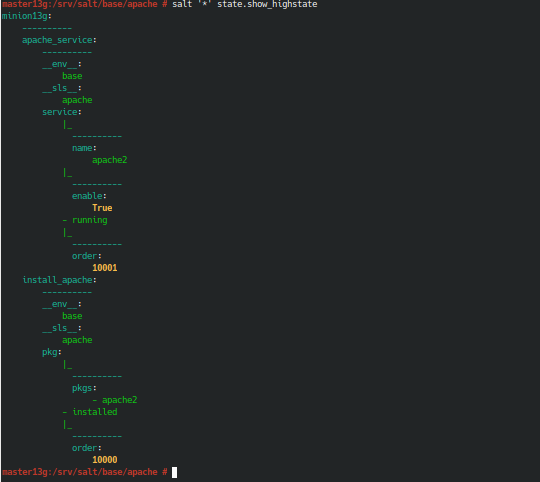 master13g:/srv/salt/base/apache # salt '*' state.show_highstate
minion13g:
    ----------
    apache_service:
        ----------
        __env__:
            base
        __sls__:
            apache
        service:
            |_
              ----------
              name:
                  apache2
            |_
              ----------
              enable:
                  True
            - running
            |_
              ----------
              order:
                  10001
    install_apache:
        ----------
        __env__:
            base
        __sls__:
            apache
        pkg:
            |_
              ----------
              pkgs:
                  - apache2
            - installed
            |_
              ----------
              order:
                  10000
master13g:/srv/salt/base/apache #